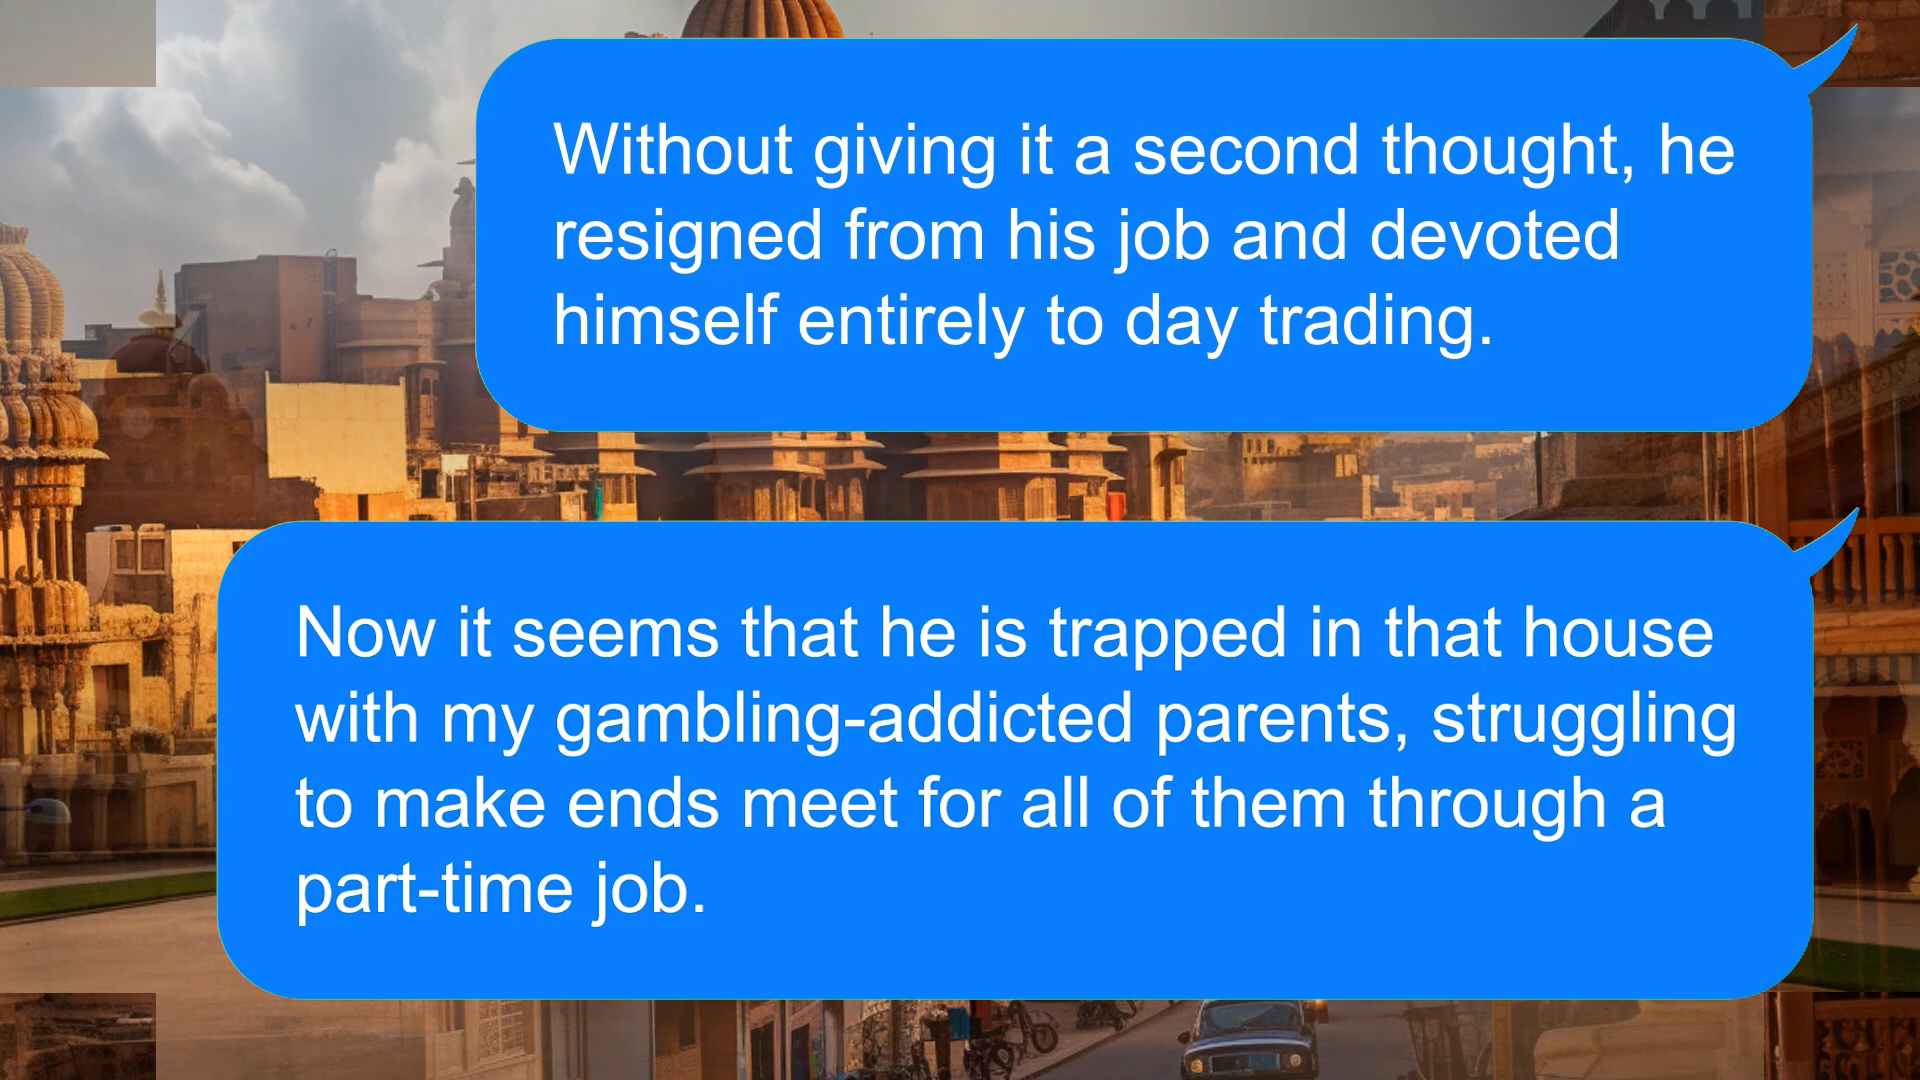 Without giving it a second thought, he
resigned from his job and devoted
himself entirely to day trading.
Now it seems that he is trapped in that house
with my gambling-addicted parents, struggling
to make ends meet for all of them through a
part-time job.